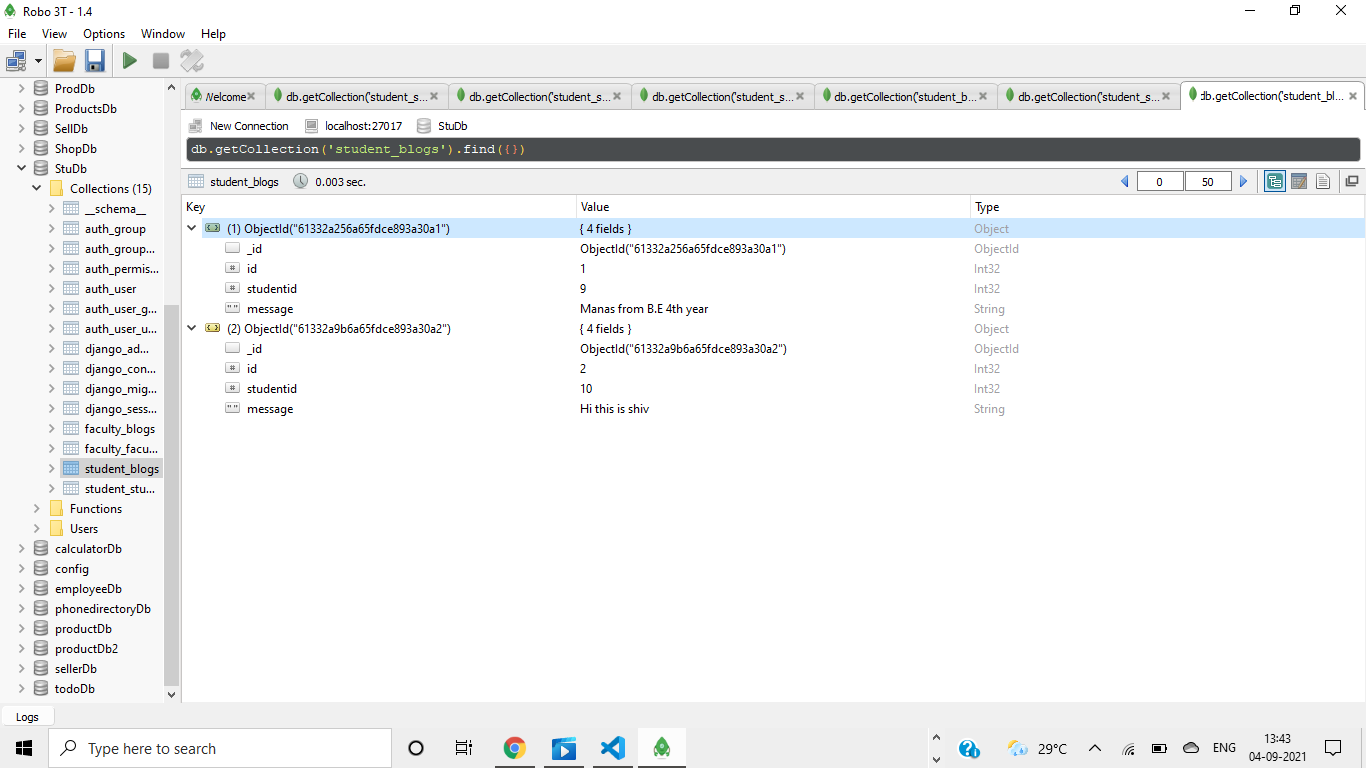 Robo 3T - 1.4
File View Options Window Help
Welcome
db.getCollection('student_s...
db.getCollection('student_s...
db.getCollection('student_s...
db.getCollection('student_b...
db.getCollection('student_s...
db.getCollection('student_bl...
New Connection localhost:27017 StuDb
db.getCollection('student_blogs').find({})
student_blogs 0.003 sec.
0 50
ProdDb
ProductsDb
SellDb
ShopDb
StuDb
Collections (15)
__schema__
auth_group
auth_group...
auth_permis...
auth_user
auth_user_g...
auth_user_u...
django_ad...
django_con...
django_mig...
django_sess...
faculty_blogs
faculty_facu...
student_blogs
student_stu...
Functions
Users
calculatorDb
config
employeeDb
phonedirectoryDb
productDb
productDb2
sellerDb
todoDb
Key Value Type
(1) ObjectId("61332a256a65fdce893a30a1") { 4 fields } Object
_id ObjectId("61332a256a65fdce893a30a1") ObjectId
id 1 Int32
studentid 9 Int32
message Manas from B.E 4th year String
(2) ObjectId("61332a9b6a65fdce893a30a2") { 4 fields } Object
_id ObjectId("61332a9b6a65fdce893a30a2") ObjectId
id 2 Int32
studentid 10 Int32
message Hi this is shiv String
Logs
Type here to search
29°C
ENG
13:43
04-09-2021